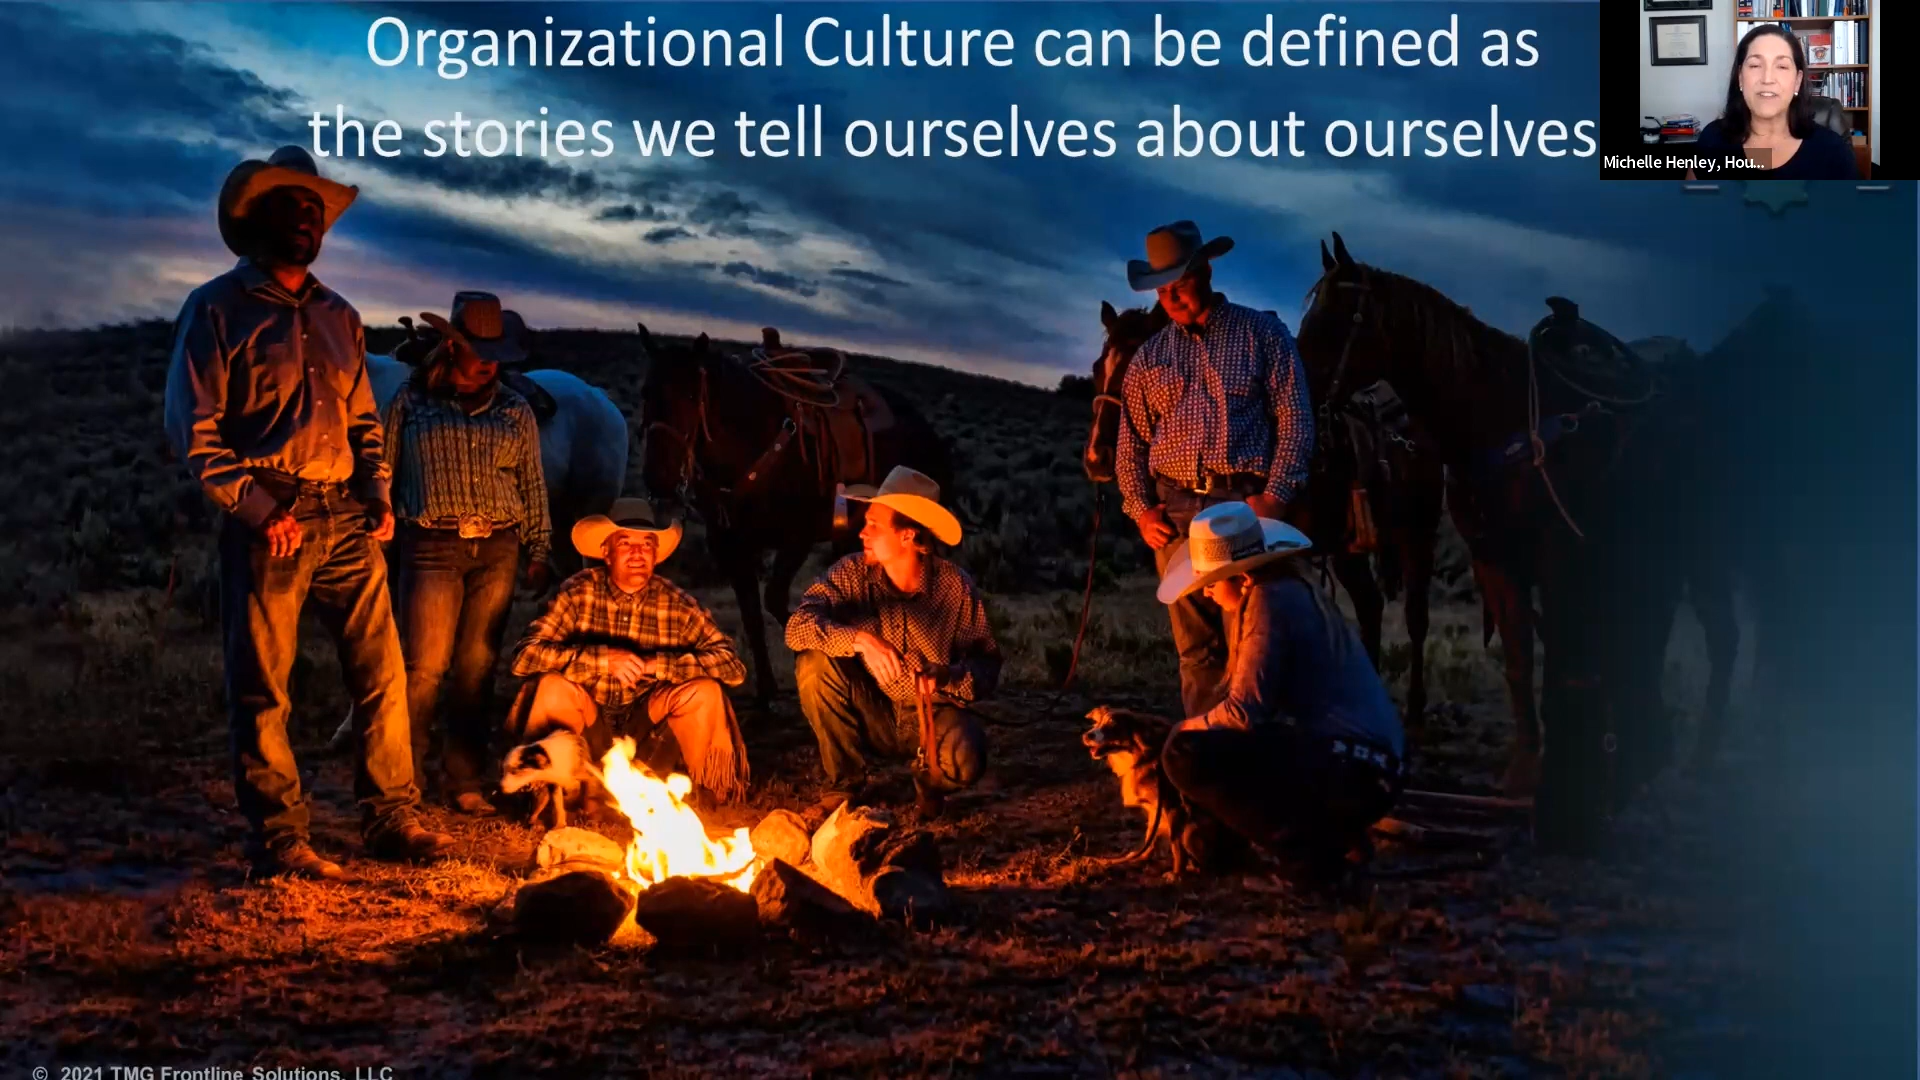 Organizational Culture can be defined as
the stories we tell ourselves about ourselves
Michelle Henley, Hou...
© 2021 TMG Frontline Solutions, LLC